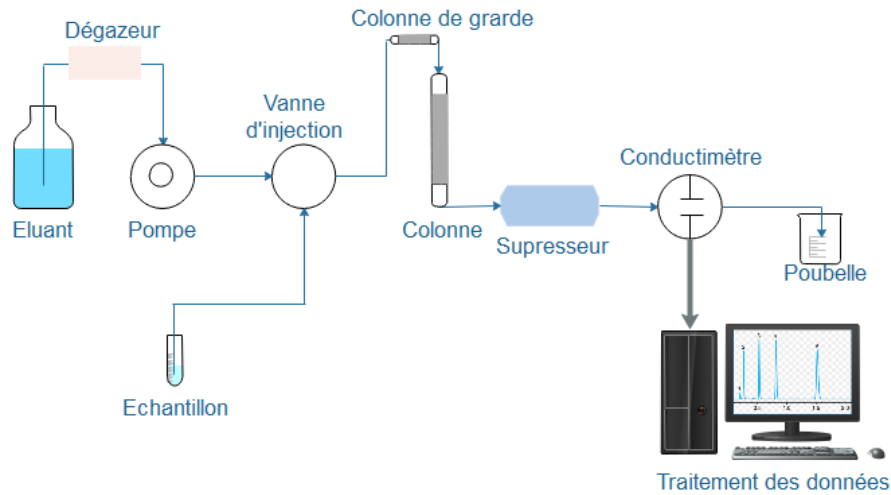 Colonne de grarde
Dégazeur
Vanne
d'injection
Conductimètre
Eluant
Pompe
Colonne
Supresseur
Poubelle
Echantillon
Traitement des données